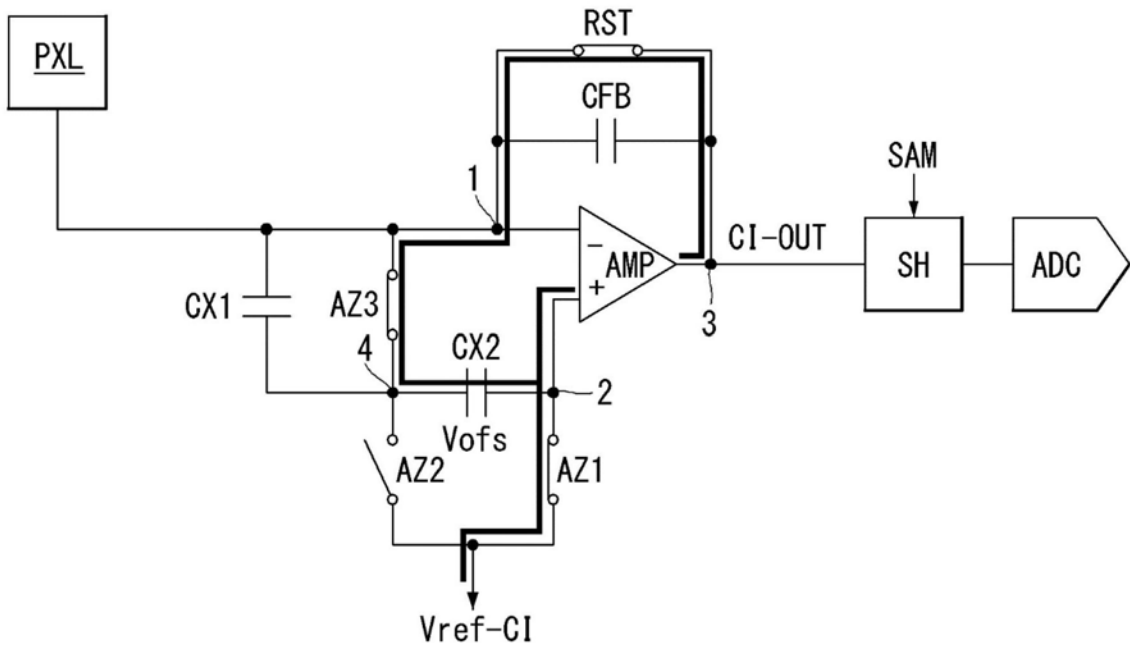 RST
PXL
CFB
SAM
1
CI-OUT
−
AMP
+
SH
ADC
3
CX1
AZ3
CX2
4
2
Vofs
AZ2
AZ1
Vref-CI